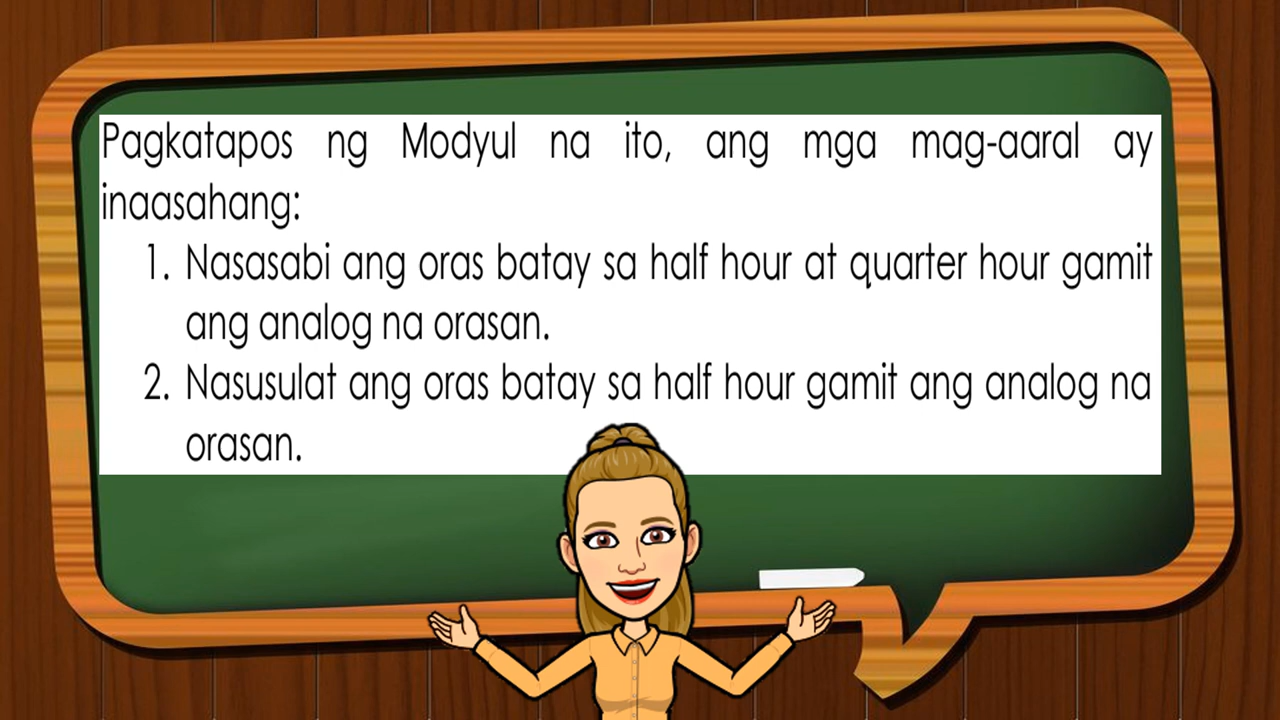 Pagkatapos ng Modyul na ito, ang mga mag-aaral ay
inaasahang:
1. Nasasabi ang oras batay sa half hour at quarter hour gamit
ang analog na orasan.
2. Nasusulat ang oras batay sa half hour gamit ang analog na
orasan.